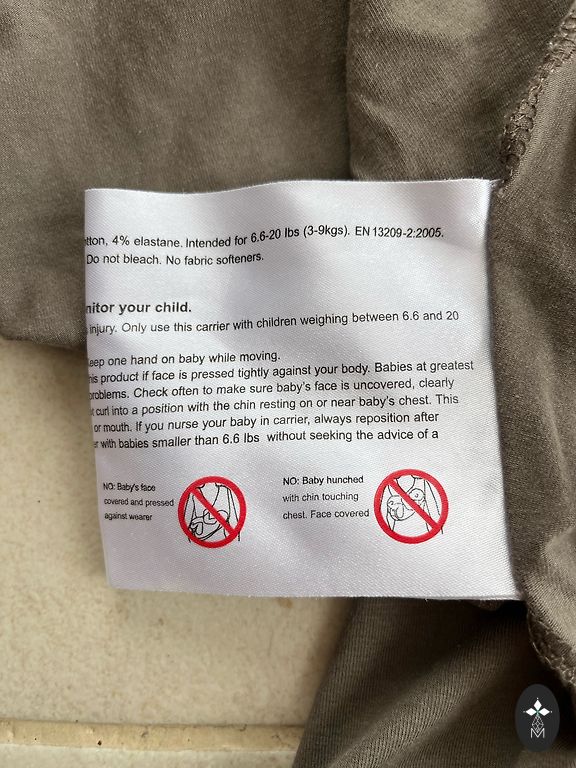 4% elastane. Intended for 6.6-20 lbs (3-9kgs). EN 13209-2:2005.
Do not bleach. No fabric softeners.
your child.
injury. Only use this carrier with children weighing between 6.6 and 20
one hand on baby while moving.
product if face is pressed tightly against your body. Babies at greatest
problems. Check often to make sure baby's face is uncovered, clearly
curl into a position with the chin resting on or near baby's chest. This
or mouth. If you nurse your baby in carrier, always reposition after
with babies smaller than 6.6 lbs without seeking the advice of a
NO: Baby's face
covered and pressed
against wearer
NO: Baby hunched
with chin touching
chest. Face covered